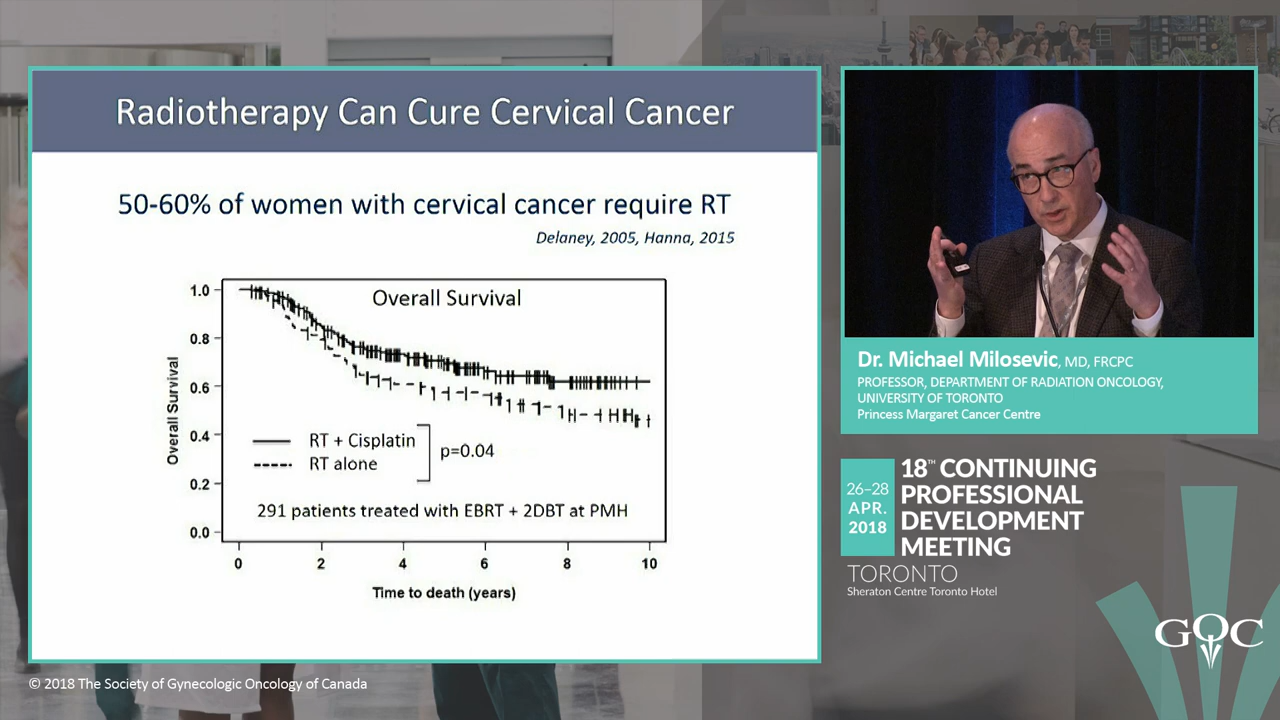 Radiotherapy Can Cure Cervical Cancer
50-60% of women with cervical cancer require RT
Delaney, 2005, Hanna, 2015
Overall Survival
Overall Survival
1.0
0.8
0.6
0.4
0.2
0.0
RT + Cisplatin
RT alone
p=0.04
291 patients treated with EBRT + 2DBT at PMH
0 2 4 6 8 10
Time to death (years)
Dr. Michael Milosevic, MD, FRCPC
PROFESSOR, DEPARTMENT OF RADIATION ONCOLOGY,
UNIVERSITY OF TORONTO
Princess Margaret Cancer Centre
26–28
APR.
2018
18TH CONTINUING
PROFESSIONAL
DEVELOPMENT
MEETING
TORONTO
Sheraton Centre Toronto Hotel
GOC
© 2018 The Society of Gynecologic Oncology of Canada